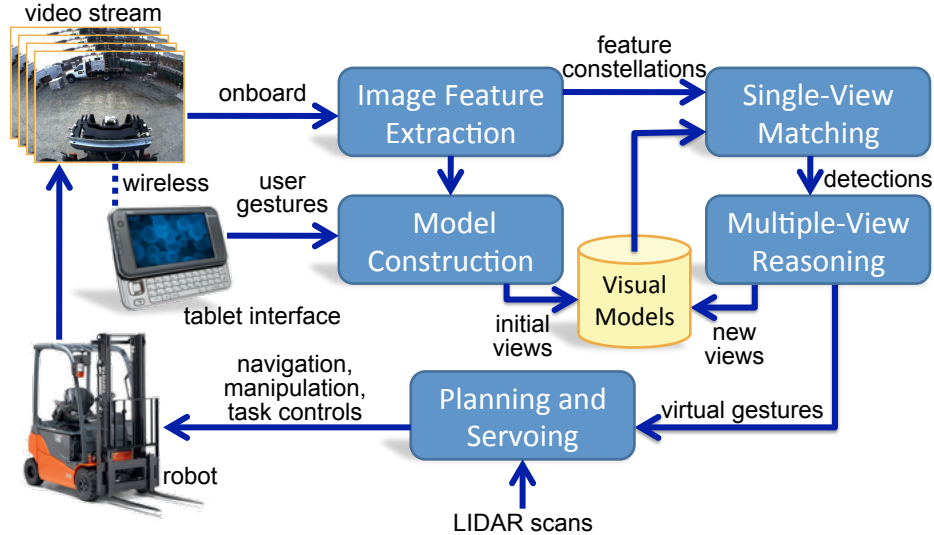 video stream
onboard
Image Feature
Extraction
feature
constellations
Single-View
Matching
wireless
user
gestures
Model
Construction
detections
Multiple-View
Reasoning
tablet interface
initial
views
Visual
Models
new
views
navigation,
manipulation,
task controls
Planning and
Servoing
virtual gestures
robot
LIDAR scans